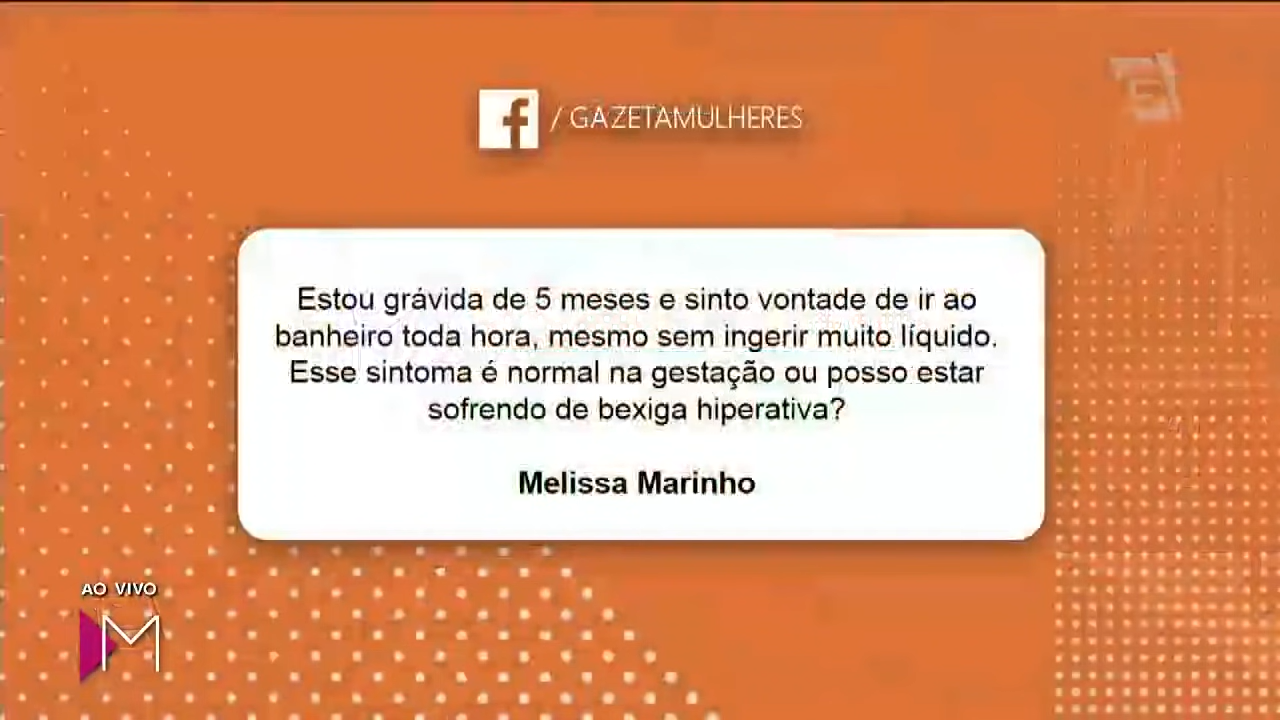 / GAZETAMULHERES
Estou grávida de 5 meses e sinto vontade de ir ao
banheiro toda hora, mesmo sem ingerir muito líquido.
Esse sintoma é normal na gestação ou posso estar
sofrendo de bexiga hiperativa?
Melissa Marinho
AO VIVO
M